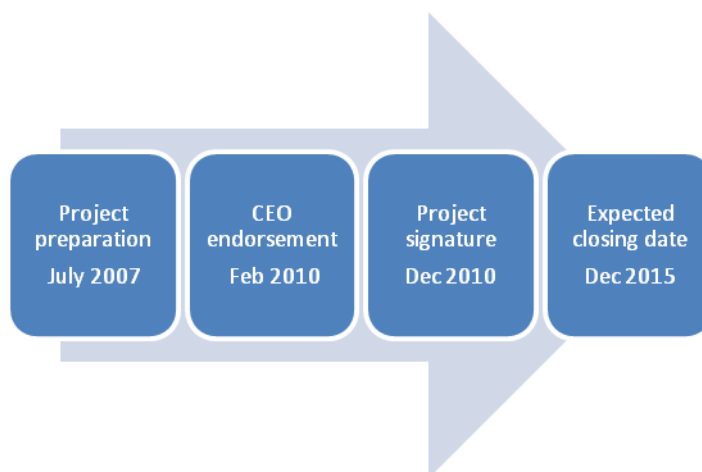 Project
preparation
July 2007
CEO
endorsement
Feb 2010
Project
signature
Dec 2010
Expected
closing date
Dec 2015